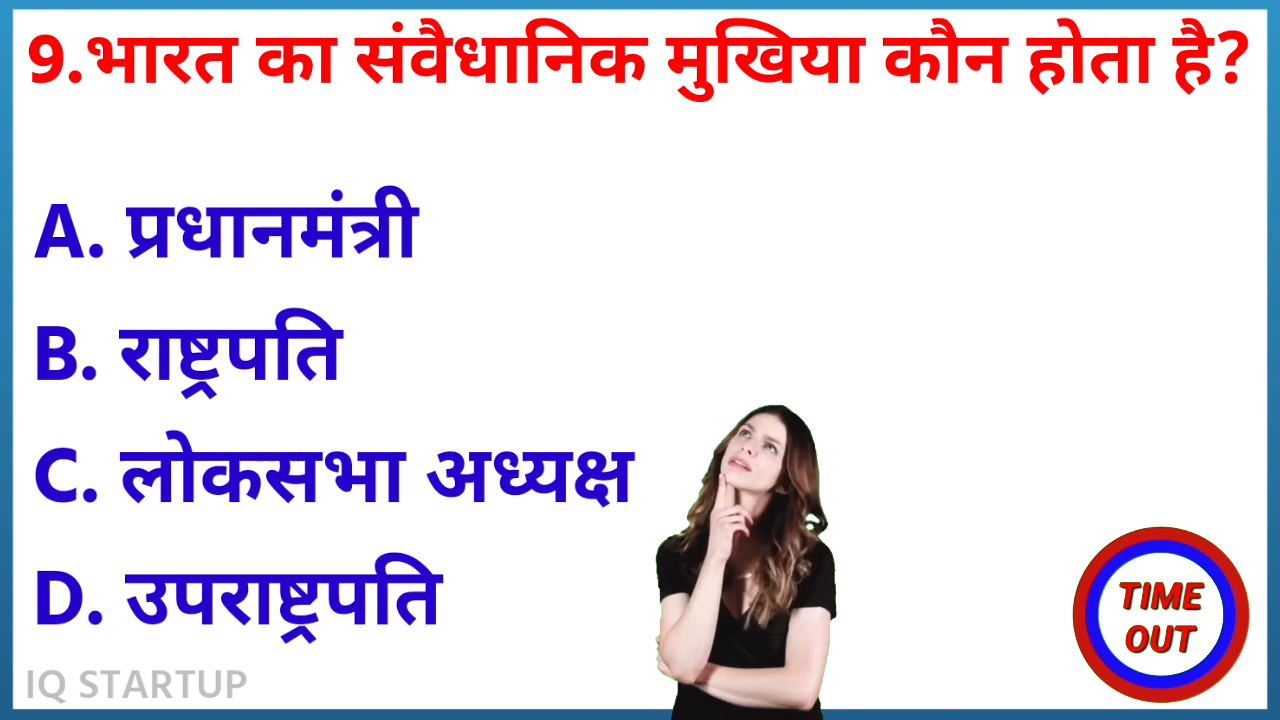 9.भारत का संवैधानिक मुखिया कौन होता है?
A. प्रधानमंत्री
B. राष्ट्रपति
C. लोकसभा अध्यक्ष
D. उपराष्ट्रपति
TIME
OUT
IQ STARTUP